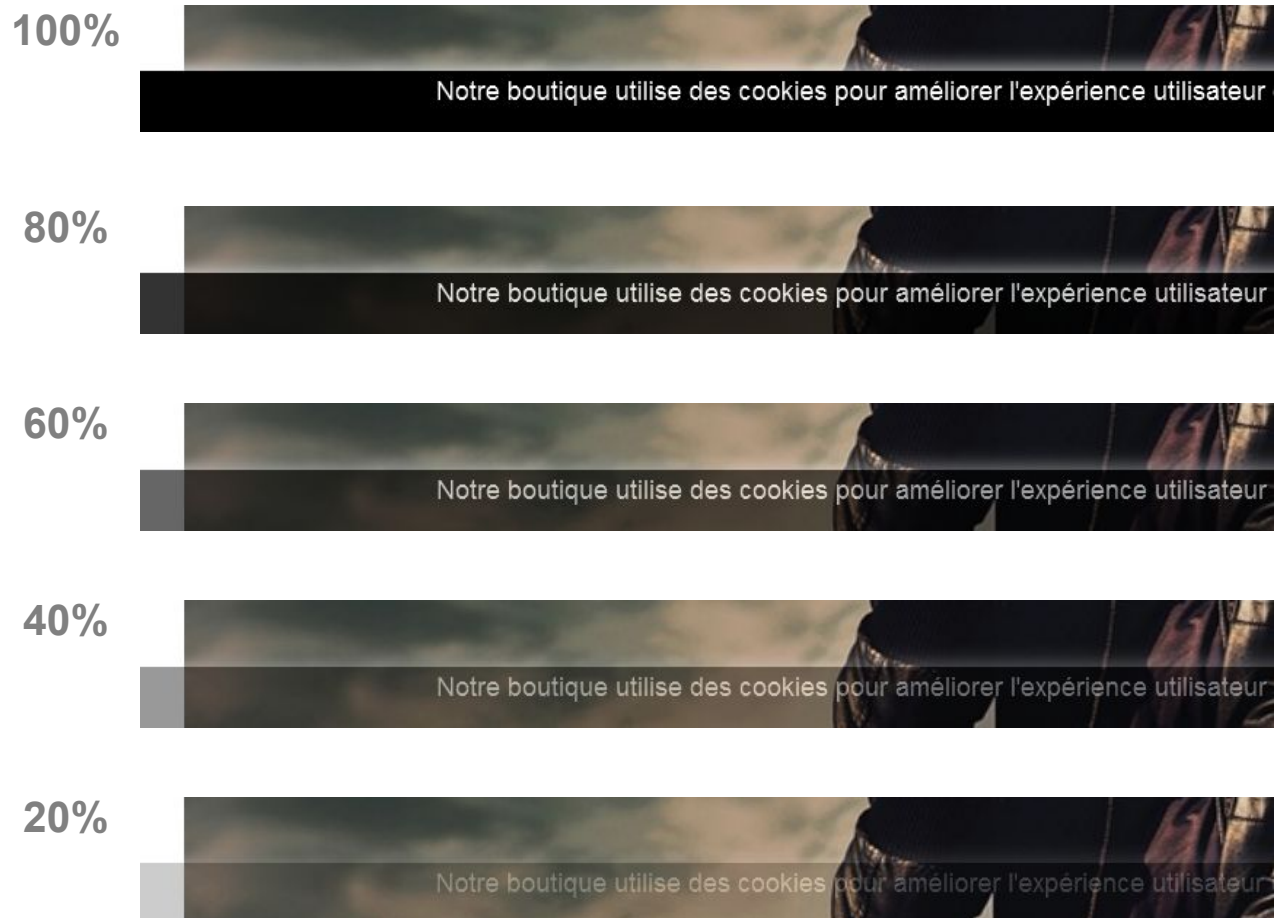 100%
Notre boutique utilise des cookies pour améliorer l'expérience utilisateur
80%
Notre boutique utilise des cookies pour améliorer l'expérience utilisateur
60%
Notre boutique utilise des cookies pour améliorer l'expérience utilisateur
40%
Notre boutique utilise des cookies pour améliorer l'expérience utilisateur
20%
Notre boutique utilise des cookies pour améliorer l'expérience utilisateur